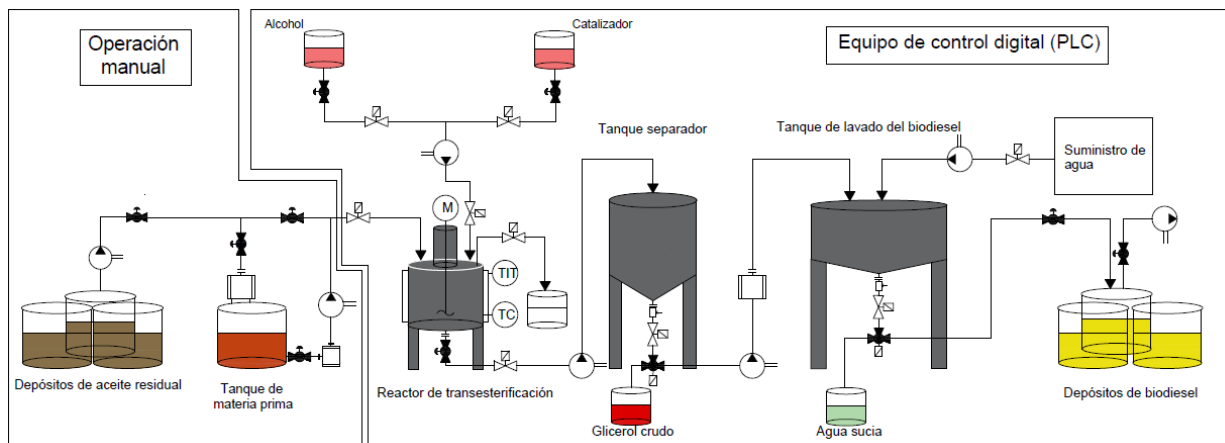 Operación
manual
Alcohol
Catalizador
Equipo de control digital (PLC)
Tanque separador
Tanque de lavado del biodiesel
Suministro de
agua
M
TIT
TC
Depósitos de aceite residual
Tanque de
materia prima
Reactor de transesterificación
Glicerol crudo
Agua sucia
Depósitos de biodiesel